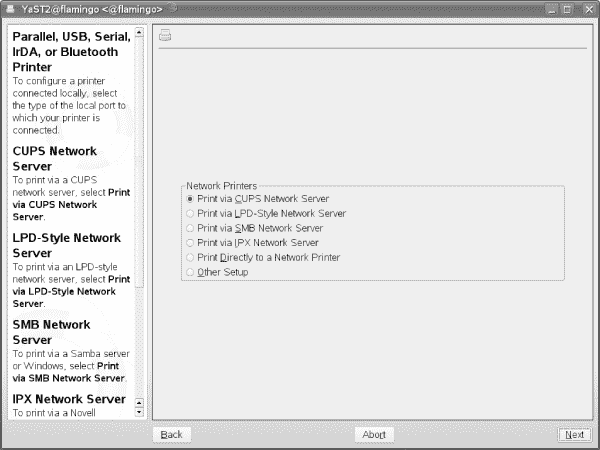 YaST2@flamingo <@flamingo>
Parallel, USB, Serial,
IrDA, or Bluetooth
Printer
To configure a printer
connected locally, select
the type of the local port to
which your printer is
connected.
CUPS Network
Server
To print via a CUPS
network server, select Print
via CUPS Network
Server.
LPD-Style Network
Server
To print via an LPD-style
network server, select Print
via LPD-Style Network
Server.
SMB Network
Server
To print via a Samba server
or Windows, select Print
via SMB Network Server.
IPX Network Server
To print via a Novell
Network Printers
Print via CUPS Network Server
Print via LPD-Style Network Server
Print via SMB Network Server
Print via IPX Network Server
Print Directly to a Network Printer
Other Setup
Back
Abort
Next